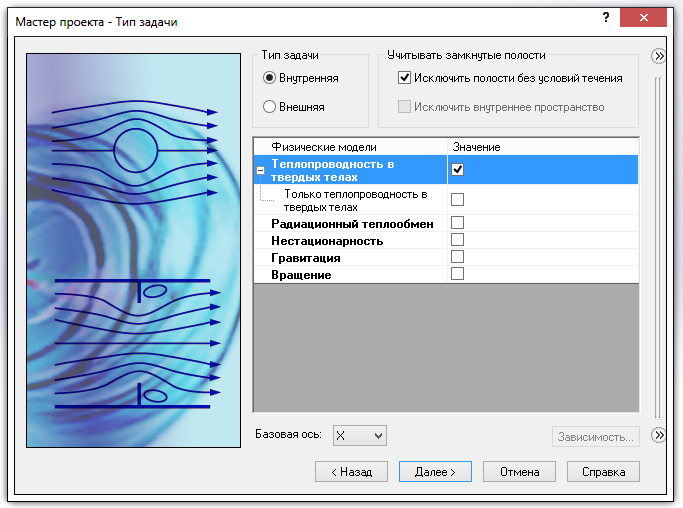 Мастер проекта - Тип задачи
?
Тип задачи
Учитывать замкнутые полости
Внутренняя
Исключить полости без условий течения
Внешняя
Исключить внутреннее пространство
Физические модели
Значение
Теплопроводность в
твердых телах
Только теплопроводность в
твердых телах
Радиационный теплообмен
Нестационарность
Гравитация
Вращение
Базовая ось:
X
Зависимость...
< Назад
Далее >
Отмена
Справка